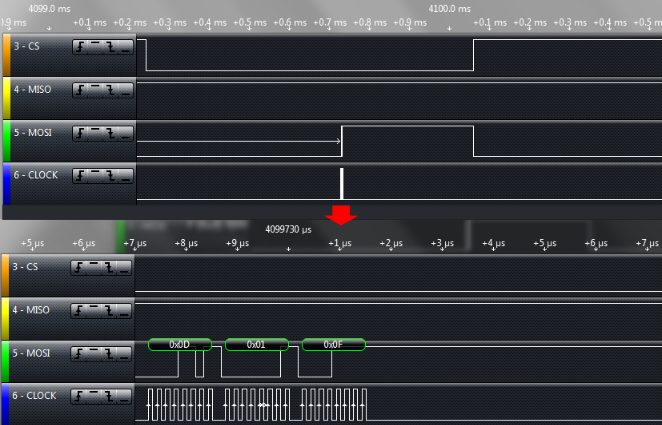 4099.0 ms 4100.0 ms
0.9 ms +0.1 ms +0.2 ms +0.3 ms +0.4 ms +0.5 ms +0.6 ms +0.7 ms +0.8 ms +0.9 ms +0.1 ms +0.2 ms +0.3 ms +0.4 ms +0.5 m
3 - CS
4 - MISO
5 - MOSI
6 - CLOCK
4099730 µs
+5 µs +6 µs +7 µs +8 µs +9 µs +1 µs +2 µs +3 µs +4 µs +5 µs +6 µs +7 µs
3 - CS
4 - MISO
0x0D 0x01 0x0F
5 - MOSI
6 - CLOCK